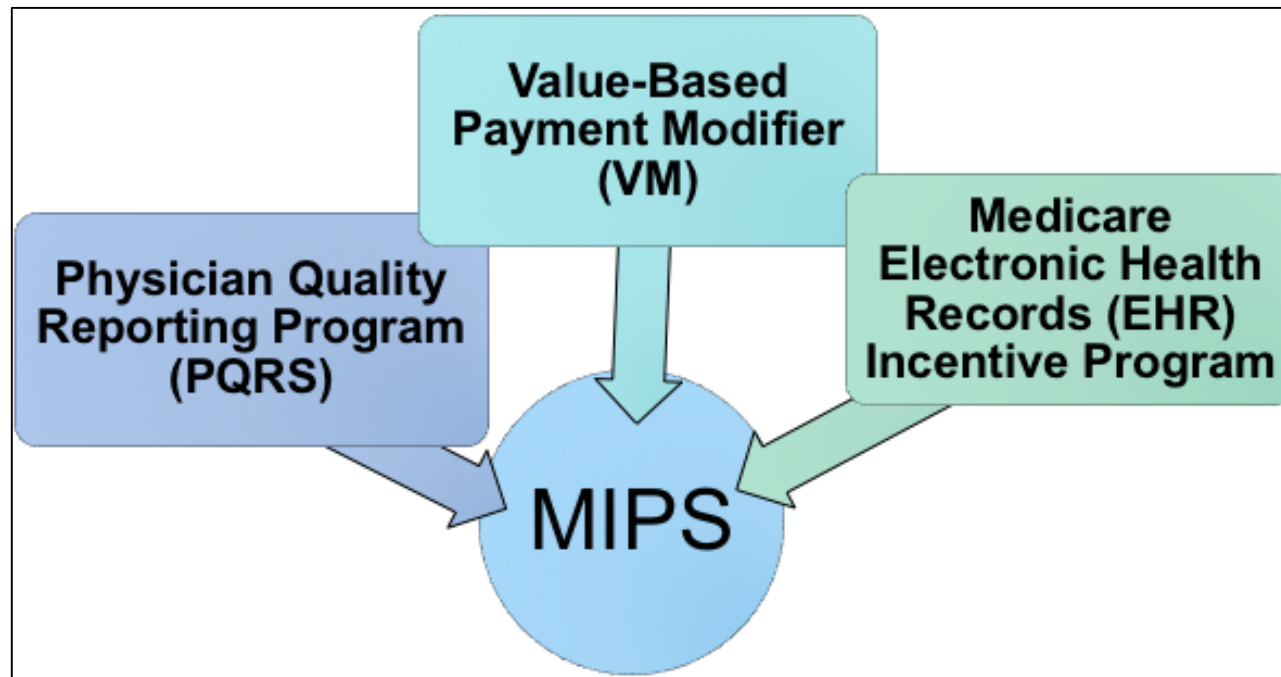 Value-Based
Payment Modifier
(VM)
Physician Quality
Reporting Program
(PQRS)
Medicare
Electronic Health
Records (EHR)
Incentive Program
MIPS